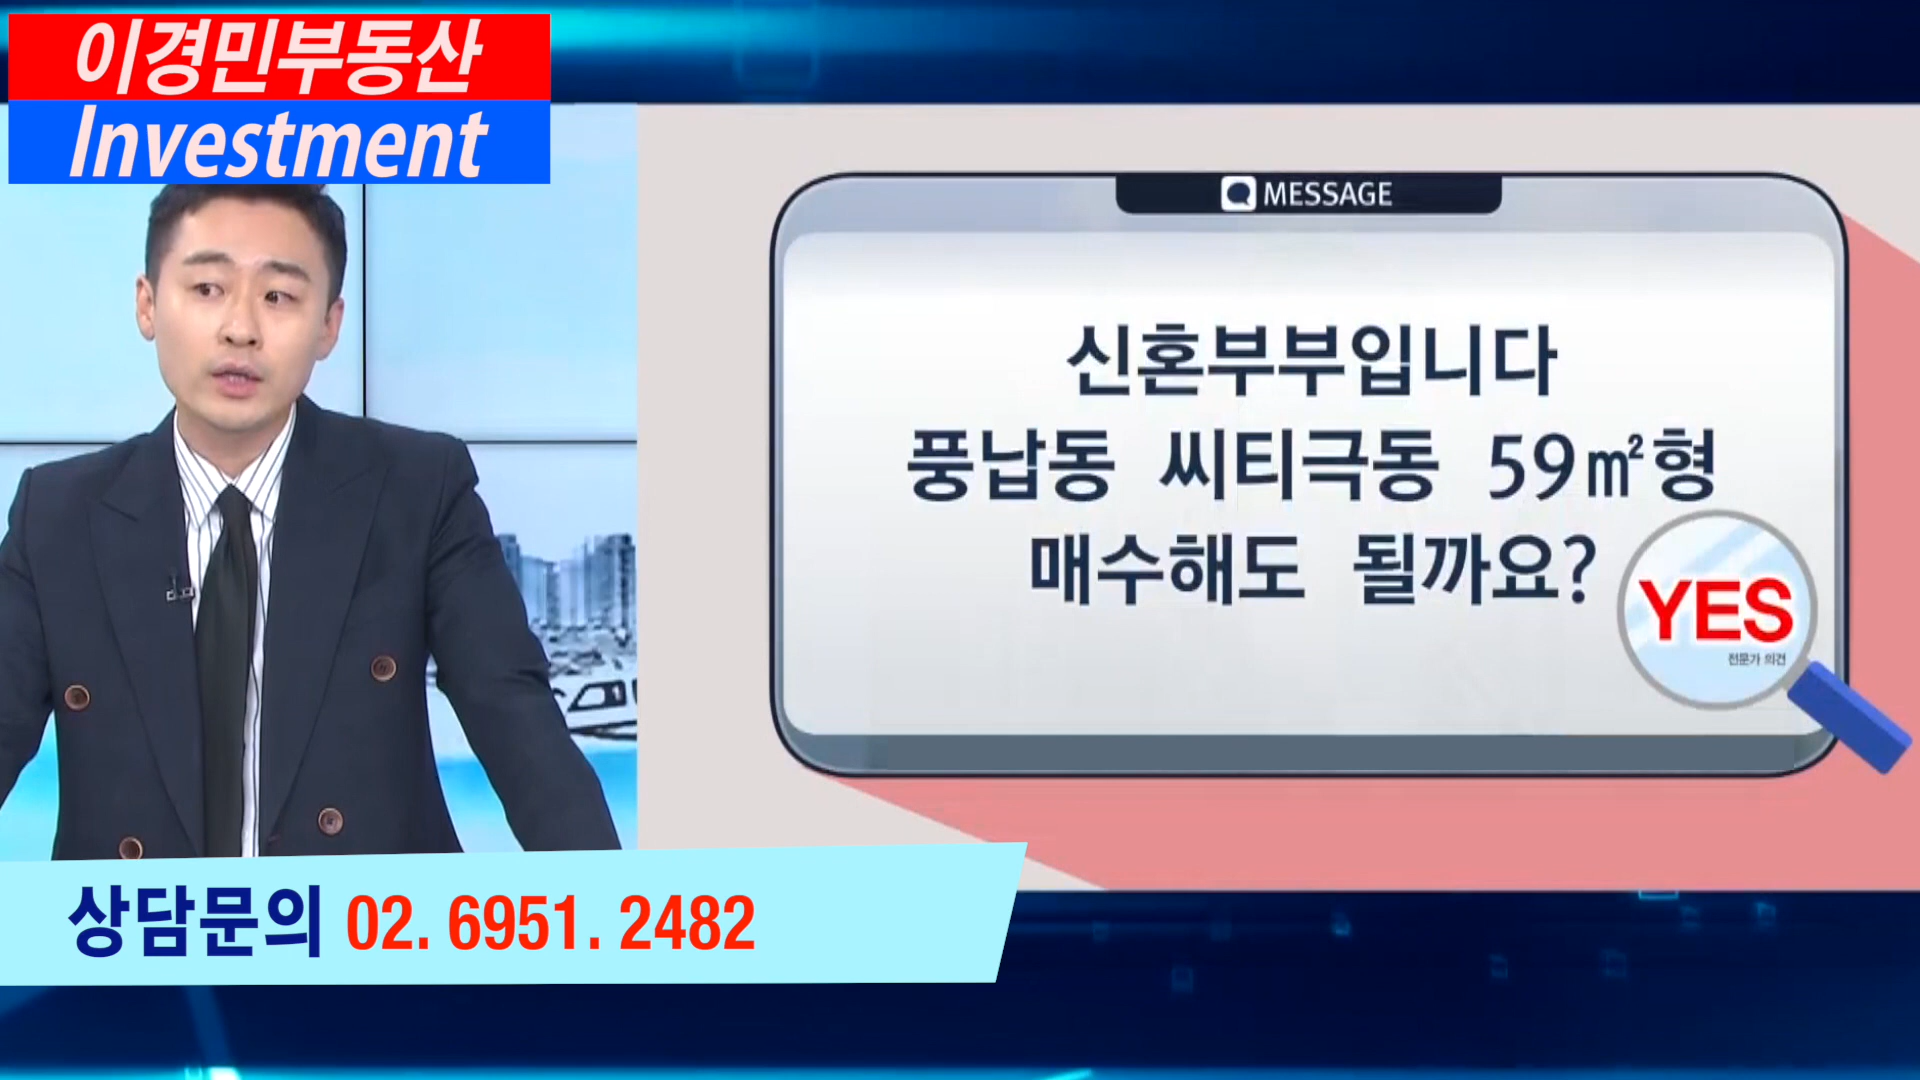 이경민부동산
Investment
MESSAGE
신혼부부입니다
풍납동 씨티극동 59㎡형
매수해도 될까요?
YES
전문가 의견
상담문의 02. 6951. 2482